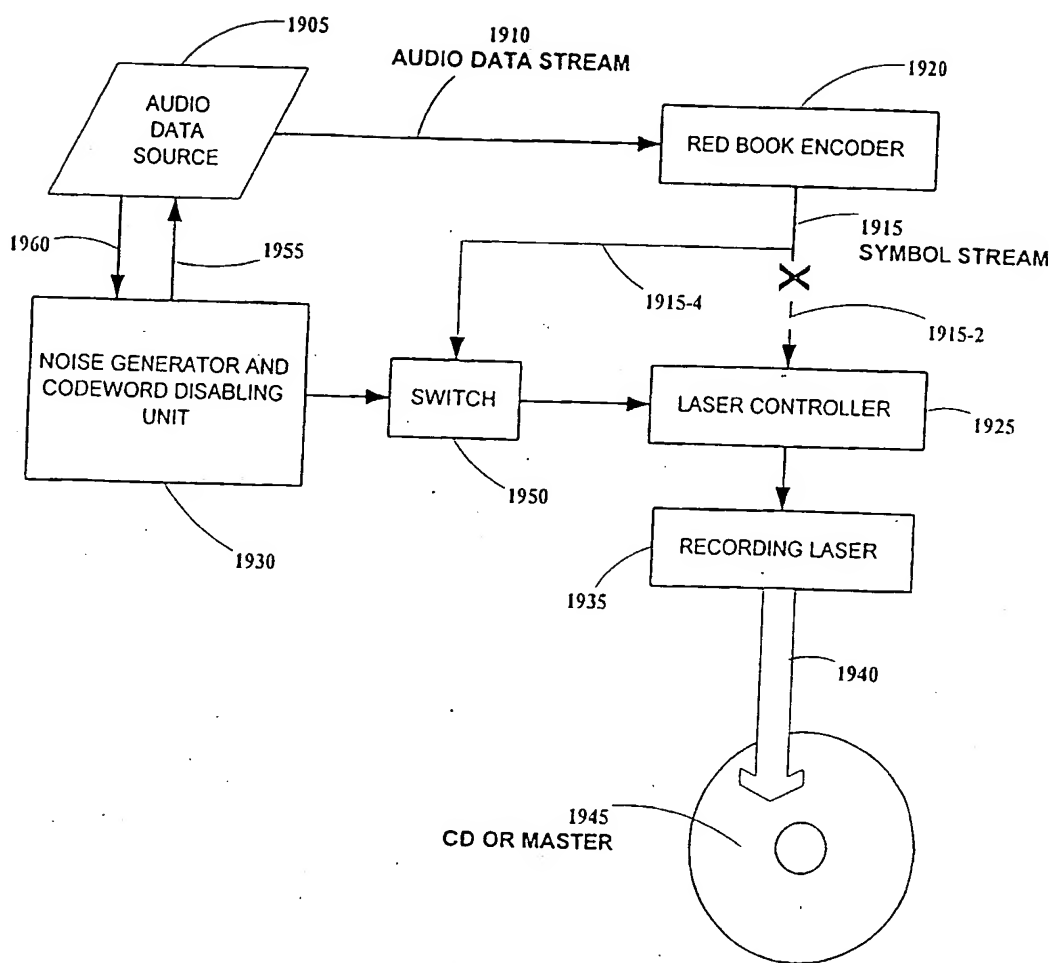 1905
1910
AUDIO DATA STREAM
1920
AUDIO
DATA
SOURCE
RED BOOK ENCODER
1960
1955
1915
SYMBOL STREAM
1915-4
1915-2
NOISE GENERATOR AND
CODEWORD DISABLING
UNIT
SWITCH
LASER CONTROLLER
1925
1950
1930
RECORDING LASER
1935
1940
1945
CD OR MASTER